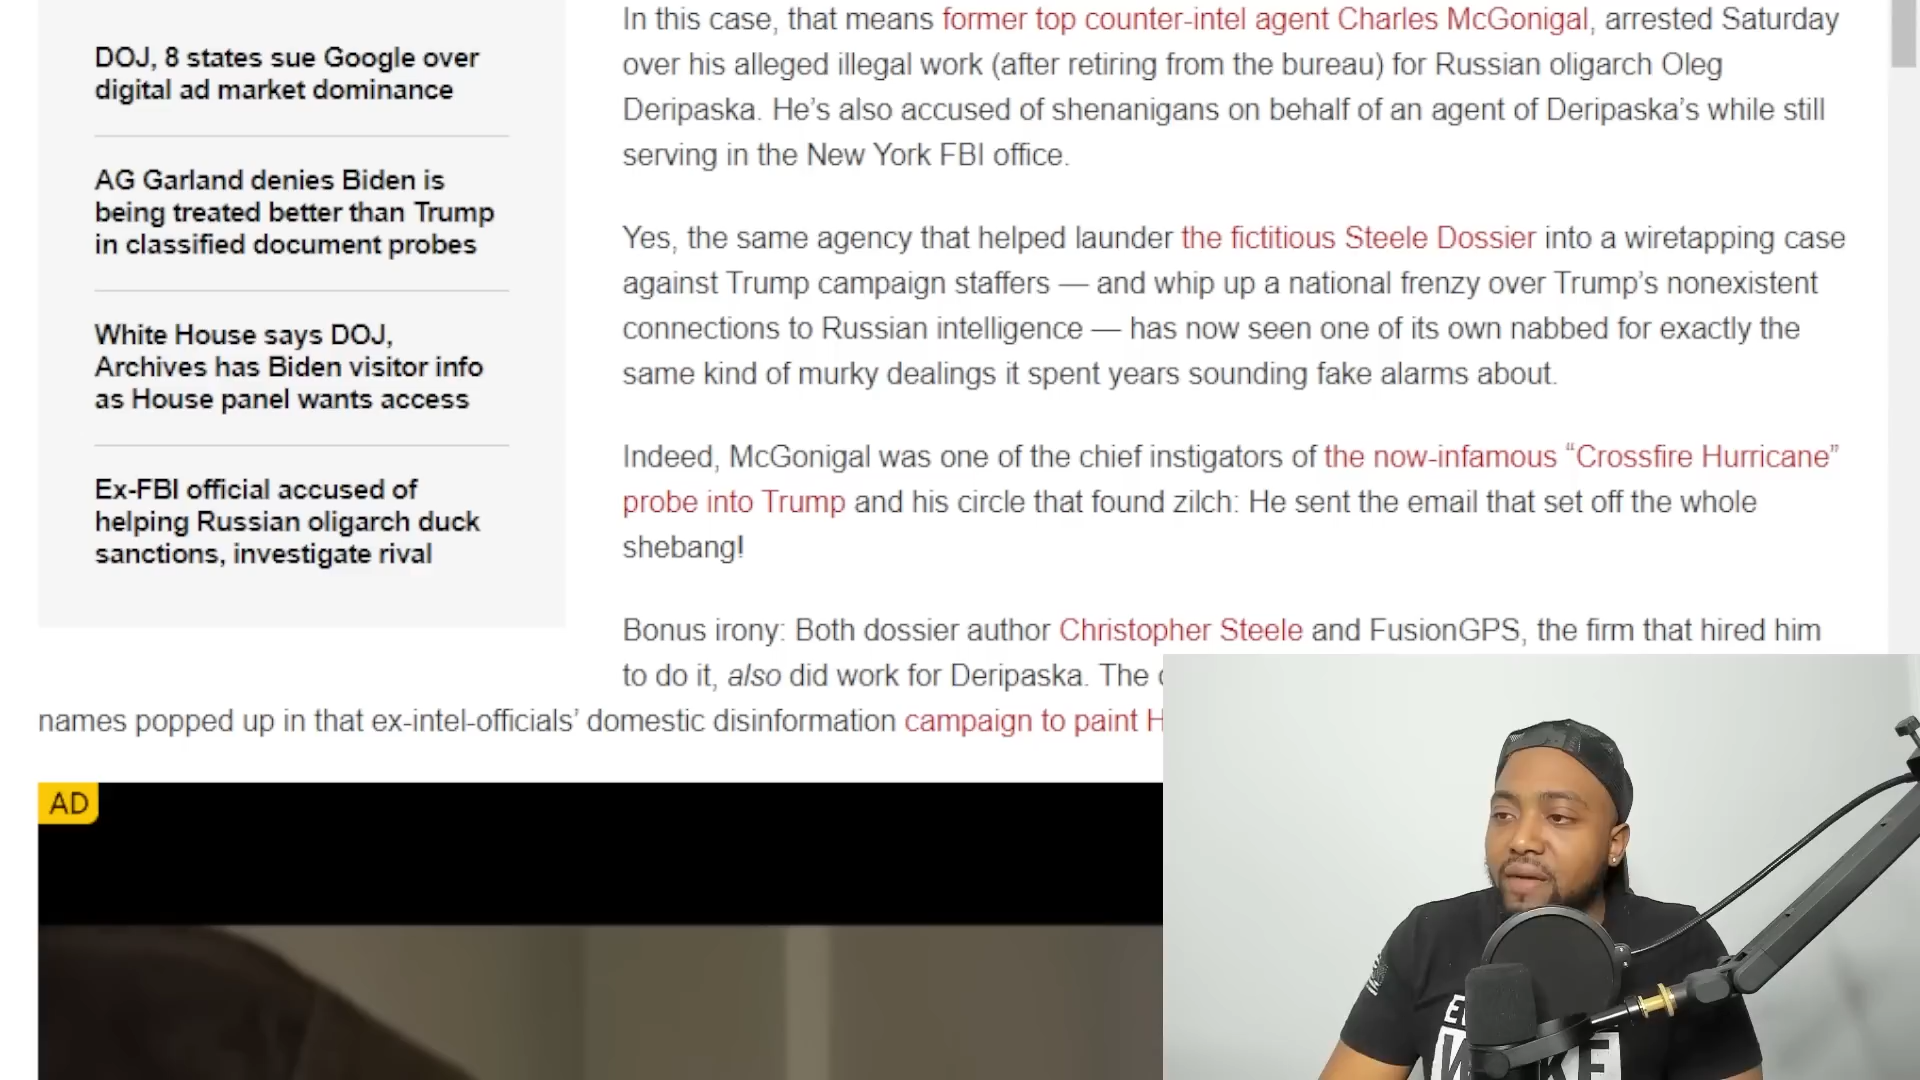 DOJ, 8 states sue Google over
digital ad market dominance
AG Garland denies Biden is
being treated better than Trump
in classified document probes
White House says DOJ,
Archives has Biden visitor info
as House panel wants access
Ex-FBI official accused of
helping Russian oligarch duck
sanctions, investigate rival
In this case, that means former top counter-intel agent Charles McGonigal, arrested Saturday
over his alleged illegal work (after retiring from the bureau) for Russian oligarch Oleg
Deripaska. He’s also accused of shenanigans on behalf of an agent of Deripaska’s while still
serving in the New York FBI office.
Yes, the same agency that helped launder the fictitious Steele Dossier into a wiretapping case
against Trump campaign staffers — and whip up a national frenzy over Trump’s nonexistent
connections to Russian intelligence — has now seen one of its own nabbed for exactly the
same kind of murky dealings it spent years sounding fake alarms about.
Indeed, McGonigal was one of the chief instigators of the now-infamous “Crossfire Hurricane”
probe into Trump and his circle that found zilch: He sent the email that set off the whole
shebang!
Bonus irony: Both dossier author Christopher Steele and FusionGPS, the firm that hired him
to do it, also did work for Deripaska. The
names popped up in that ex-intel-officials’ domestic disinformation campaign to paint H
AD